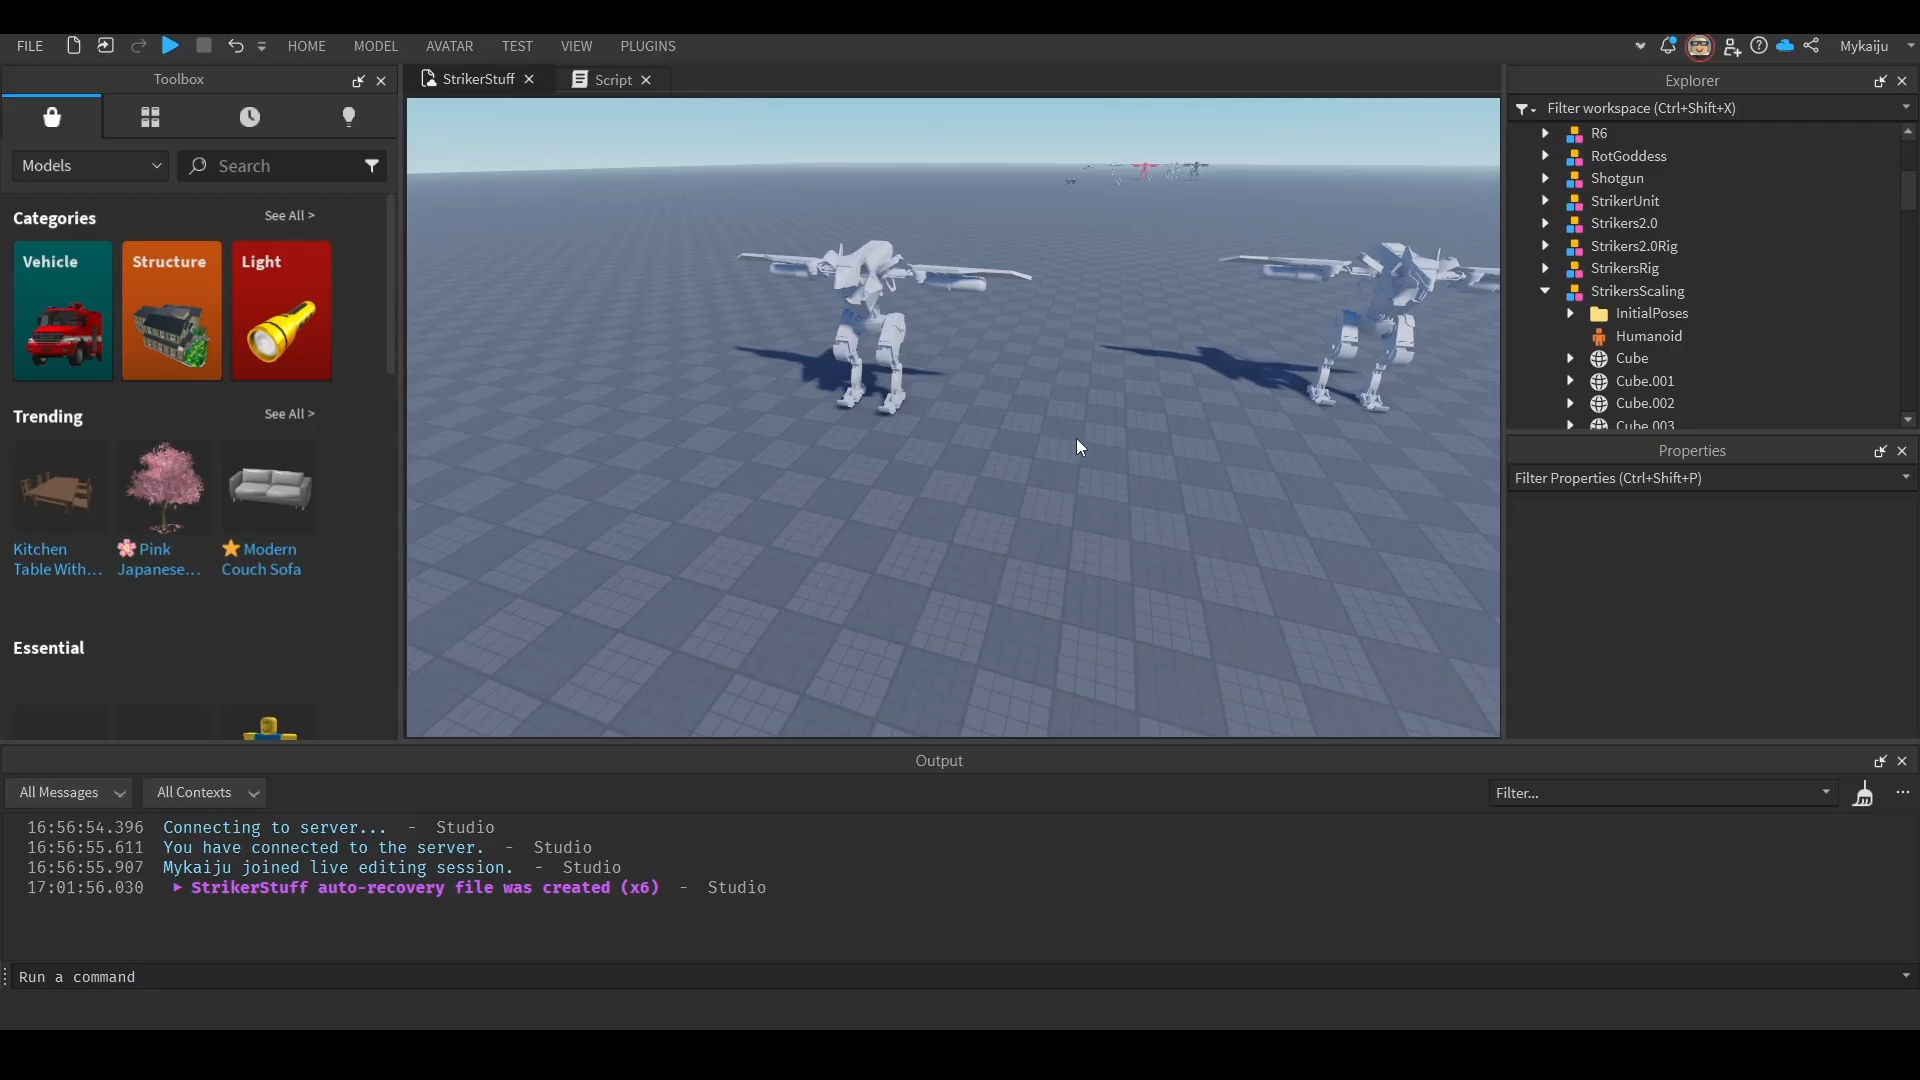 FILE
HOME
MODEL
AVATAR
TEST
VIEW
PLUGINS
Mykaiju
Toolbox
Models
Search
Categories
See All >
Vehicle
Structure
Light
Trending
See All >
Kitchen
Table With...
🌸 Pink
Japanese...
⭐ Modern
Couch Sofa
Essential
StrikerStuff
Script
Explorer
Filter workspace (Ctrl+Shift+X)
R6
RotGoddess
Shotgun
StrikerUnit
Strikers2.0
Strikers2.0Rig
StrikersRig
StrikersScaling
InitialPoses
Humanoid
Cube
Cube.001
Cube.002
Cube.003
Properties
Filter Properties (Ctrl+Shift+P)
Output
All Messages
All Contexts
Filter...
16:56:54.396 Connecting to server... - Studio
16:56:55.611 You have connected to the server. - Studio
16:56:55.907 Mykaiju joined live editing session. - Studio
17:01:56.030 ▶ StrikerStuff auto-recovery file was created (x6) - Studio
Run a command